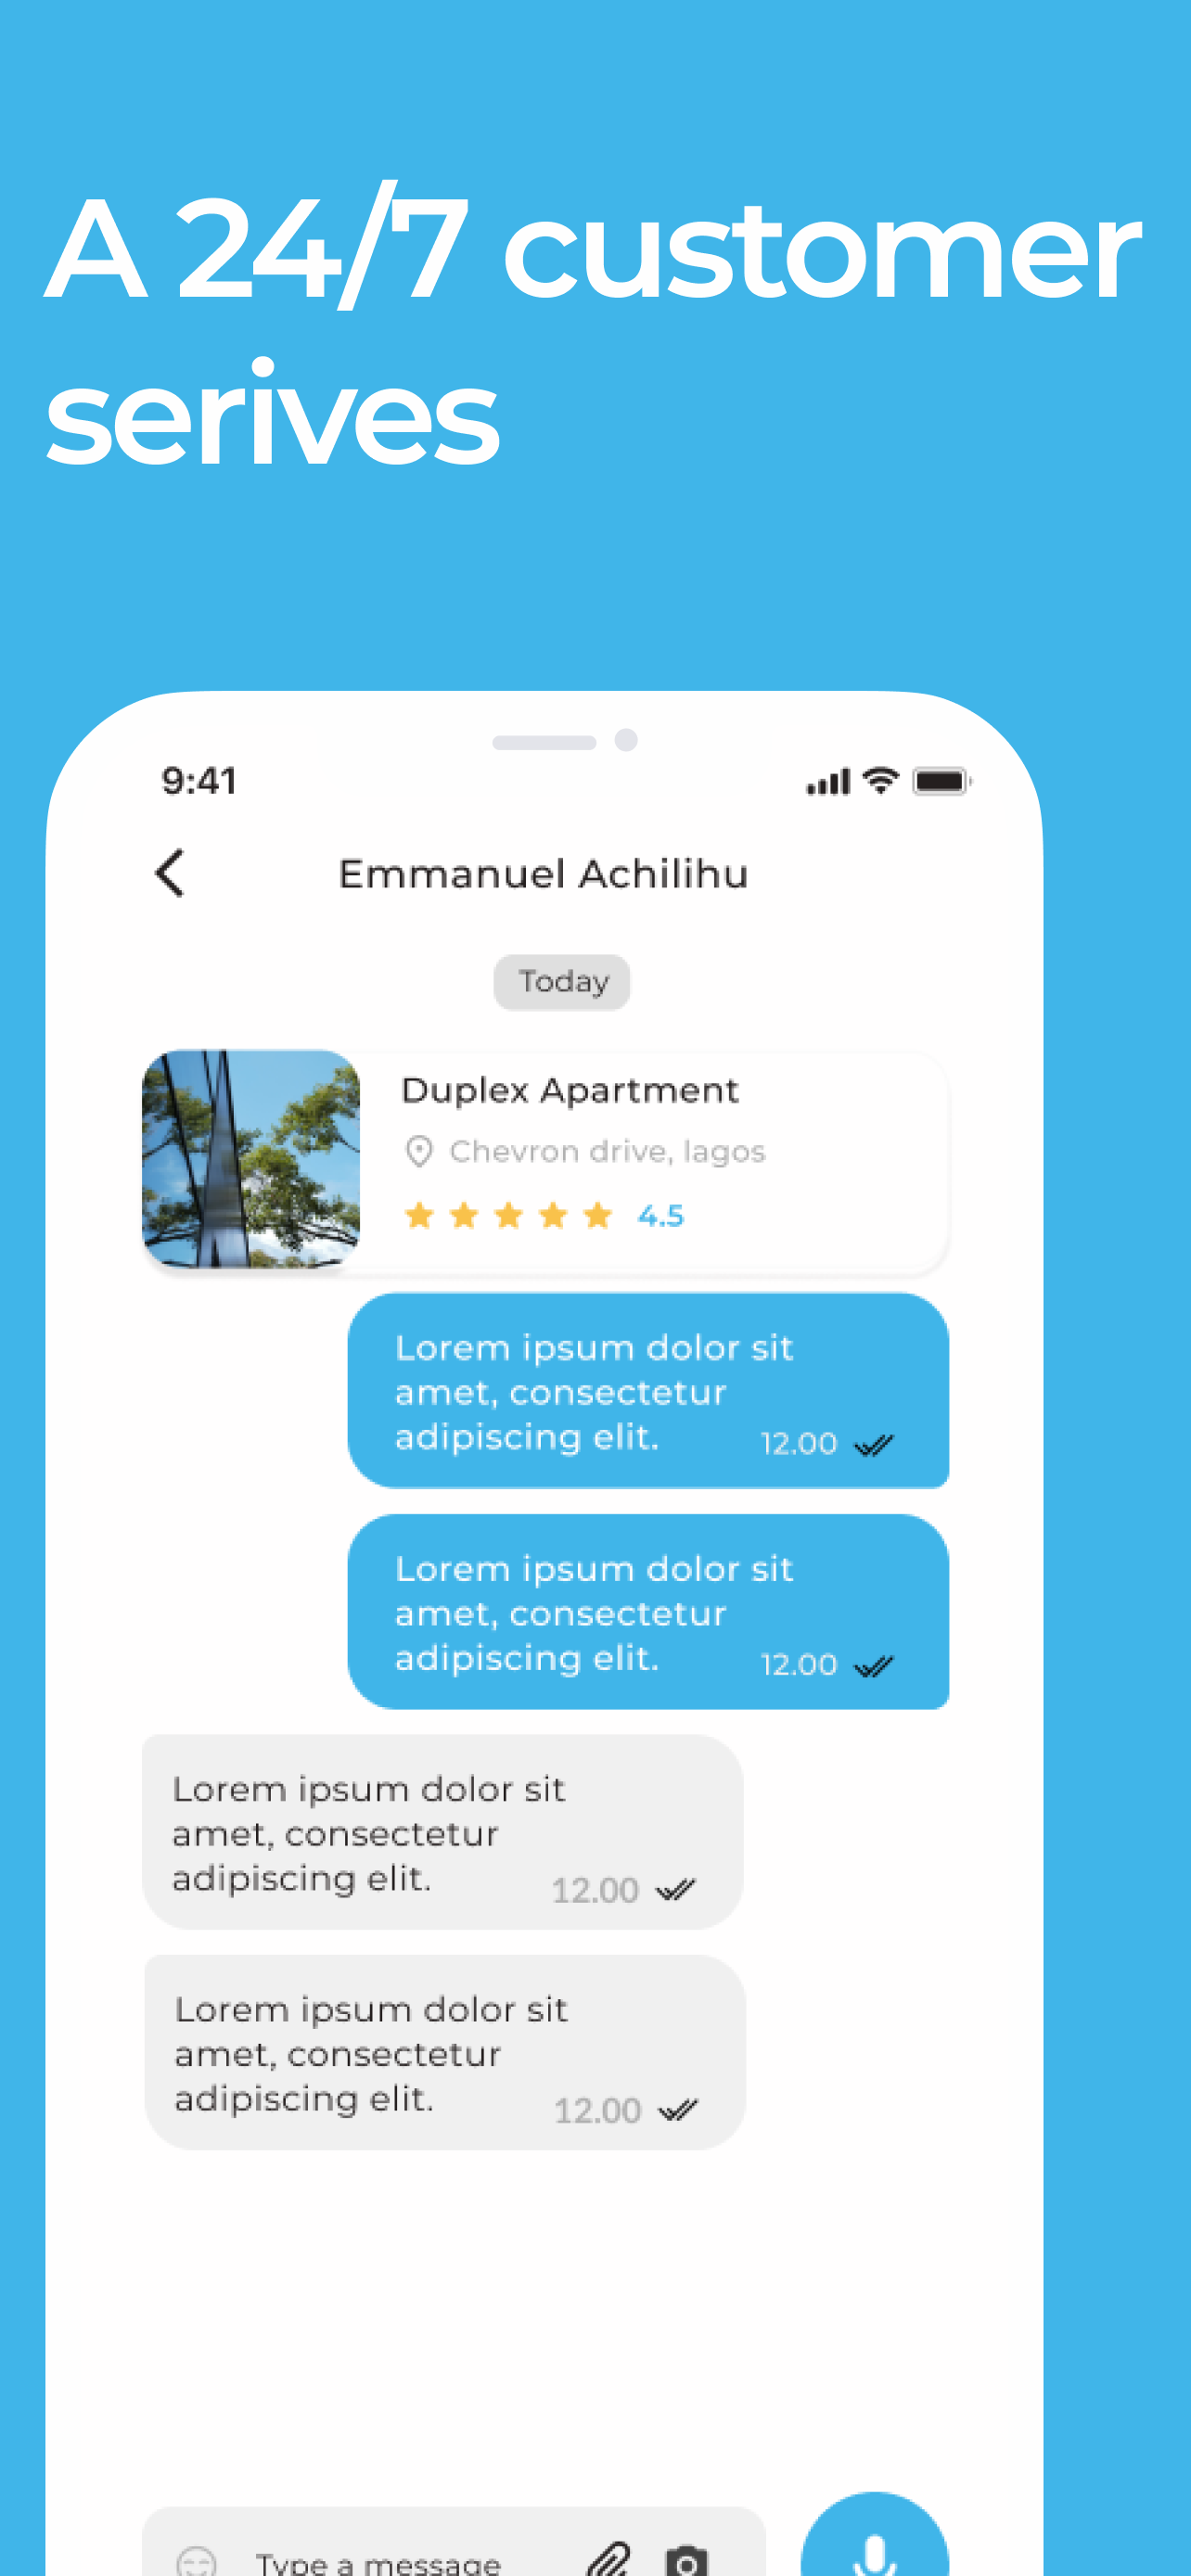 A 24/7 customer
serives
9:41
Emmanuel Achilihu
Today
Duplex Apartment
Chevron drive, lagos
4.5
Lorem ipsum dolor sit
amet, consectetur
adipiscing elit.
12.00
Lorem ipsum dolor sit
amet, consectetur
adipiscing elit.
12.00
Lorem ipsum dolor sit
amet, consectetur
adipiscing elit.
12.00
Lorem ipsum dolor sit
amet, consectetur
adipiscing elit.
12.00
Type a message